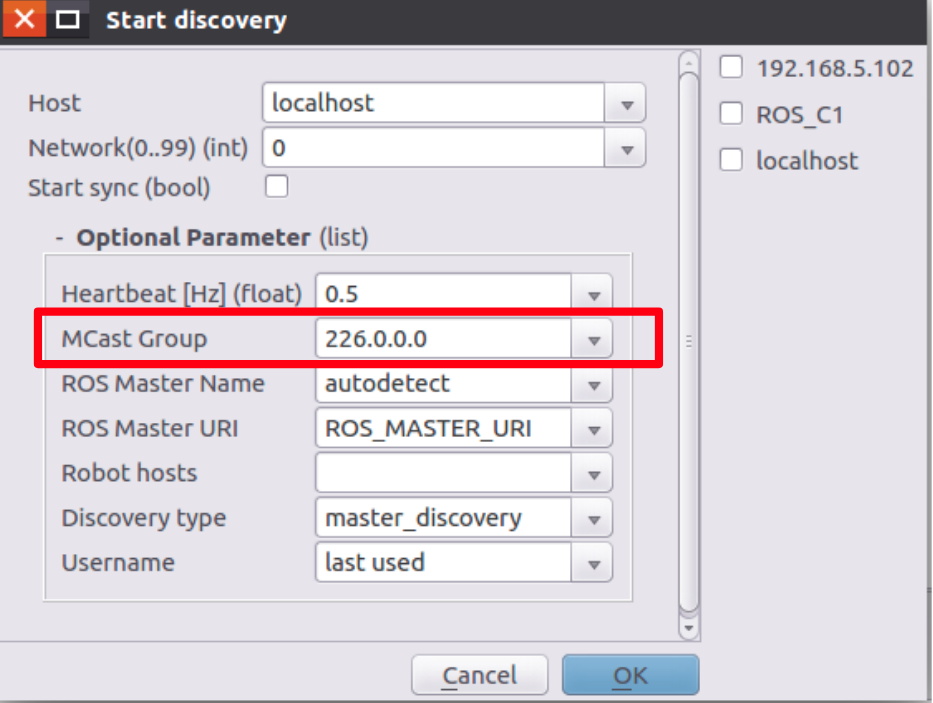 Start discovery
Host localhost
Network(0..99) (int) 0
Start sync (bool)
- Optional Parameter (list)
Heartbeat [Hz] (float) 0.5
MCast Group 226.0.0.0
ROS Master Name autodetect
ROS Master URI ROS_MASTER_URI
Robot hosts
Discovery type master_discovery
Username last used
192.168.5.102
ROS_C1
localhost
Cancel OK